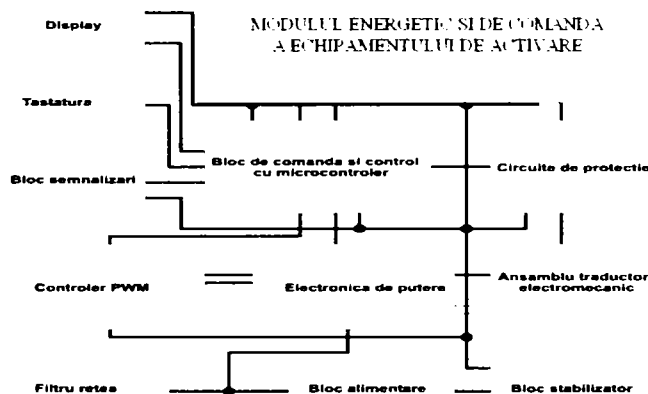 MODULUL ENERGETIC SI DE COMANDA
A ECHIPAMENTULUI DE ACTIVARE
Display
Tastatura
Bloc de comanda si control
cu microcontroler
Circuite de protectie
Bloc semnalizari
Controler PWM
Electronica de putere
Ansamblu traductor
electromecanic
Filtru retea
Bloc alimentare
Bloc stabilizator